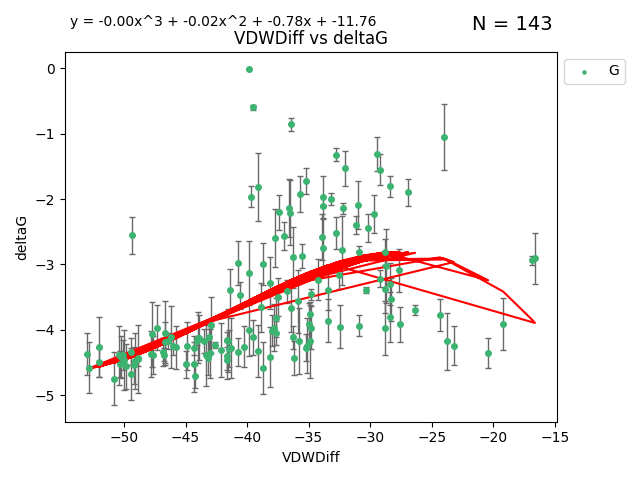 y = -0.00x^3 + -0.02x^2 + -0.78x + -11.76
N = 143
VDWDiff vs deltaG
G
deltaG
0
−1
−2
−3
−4
−5
−50
−45
−40
−35
−30
−25
−20
−15
VDWDiff